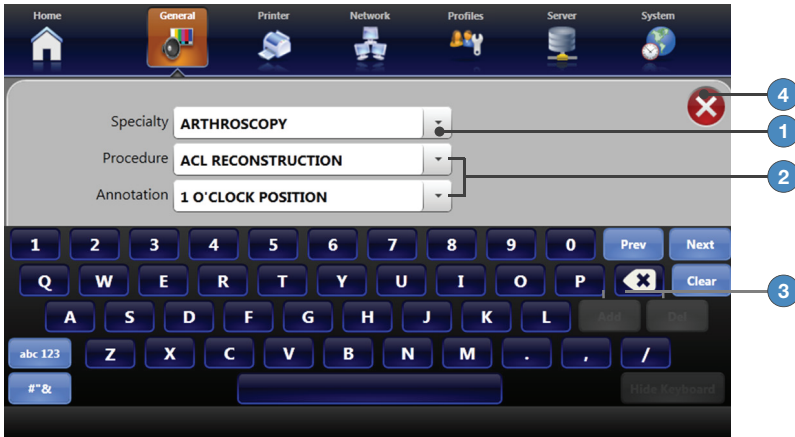 Home General Printer Network Profiles Server System
4
Specialty ARTHROSCOPY
1
Procedure ACL RECONSTRUCTION
2
Annotation 1 O'CLOCK POSITION
1 2 3 4 5 6 7 8 9 0 Prev Next
Q W E R T Y U I O P Clear
3
A S D F G H J K L Add Del
abc 123 Z X C V B N M . , /
#"& Hide Keyboard